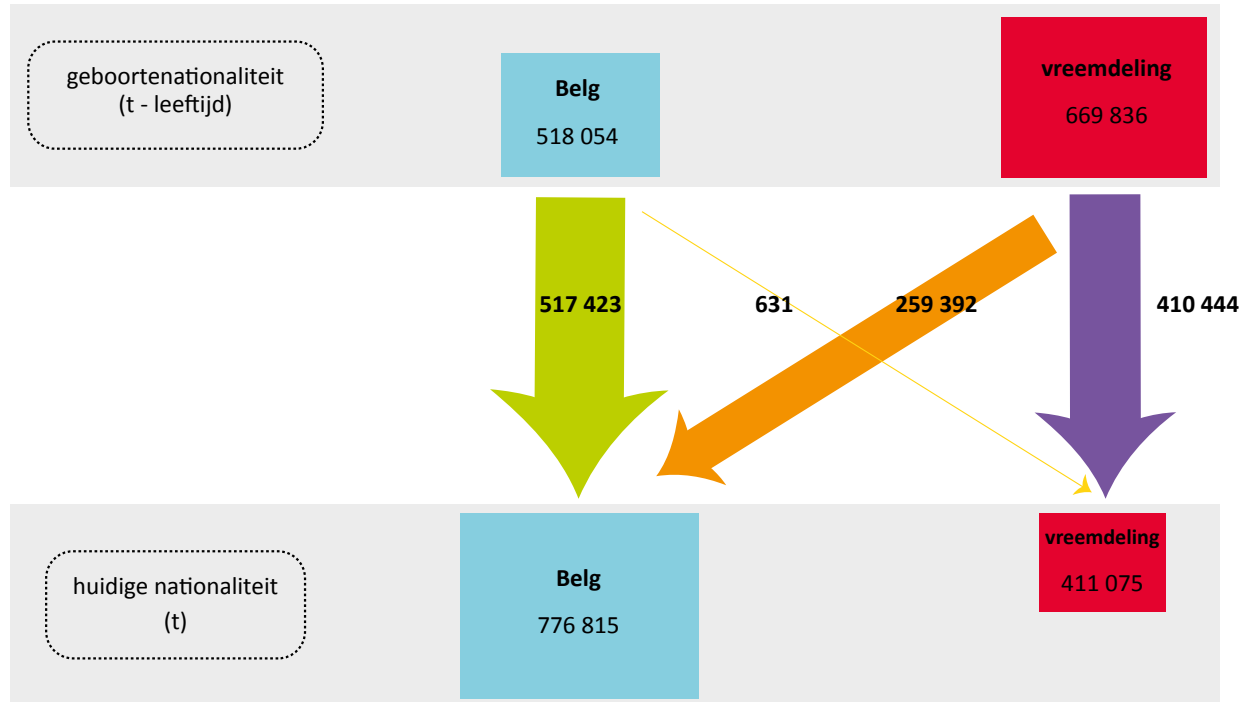 geboortenationaliteit
(t - leeftijd)
Belg
518 054
vreemdeling
669 836
517 423
631
259 392
410 444
huidige nationaliteit
(t)
Belg
776 815
vreemdeling
411 075